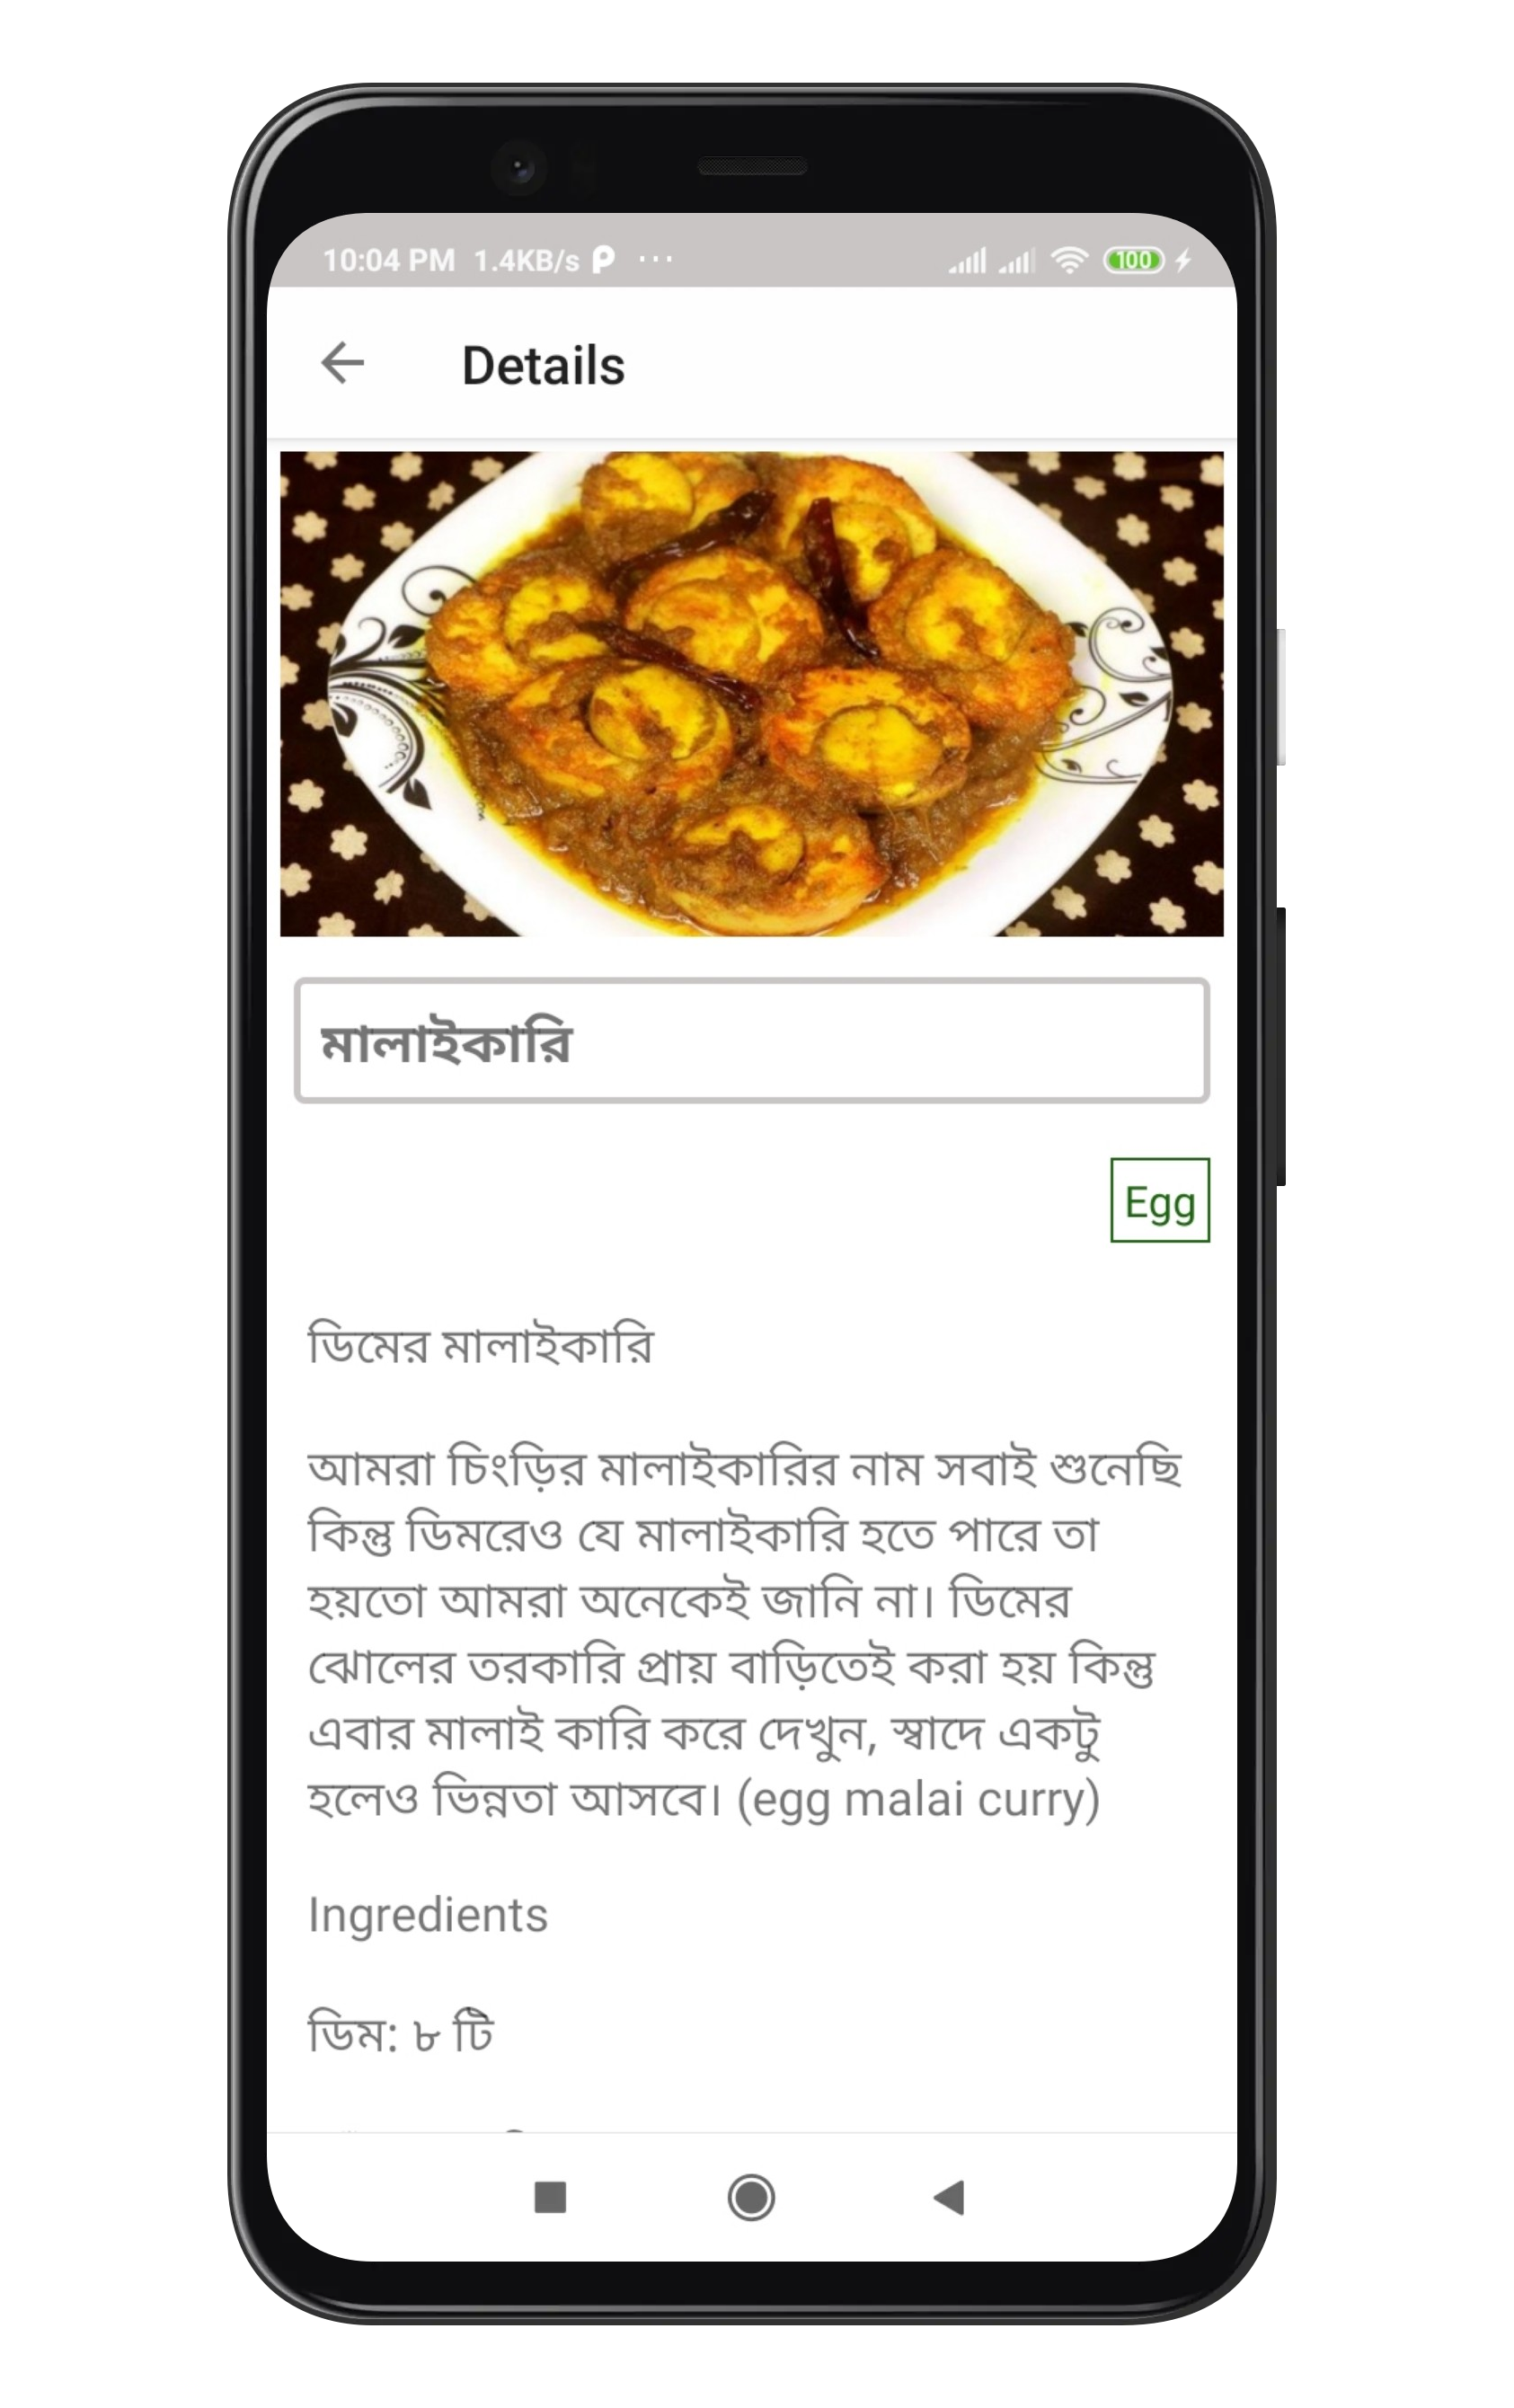 10:04 PM 1.4KB/s ...
100
Details
মালাইকারি
Egg
ডিমের মালাইকারি
আমরা চিংড়ির মালাইকারির নাম সবাই শুনেছি
কিন্তু ডিমরেও যে মালাইকারি হতে পারে তা
হয়তো আমরা অনেকেই জানি না। ডিমের
ঝোলের তরকারি প্রায় বাড়িতেই করা হয় কিন্তু
এবার মালাই কারি করে দেখুন, স্বাদে একটু
হলেও ভিন্নতা আসবে। (egg malai curry)
Ingredients
ডিম: ৮ টি